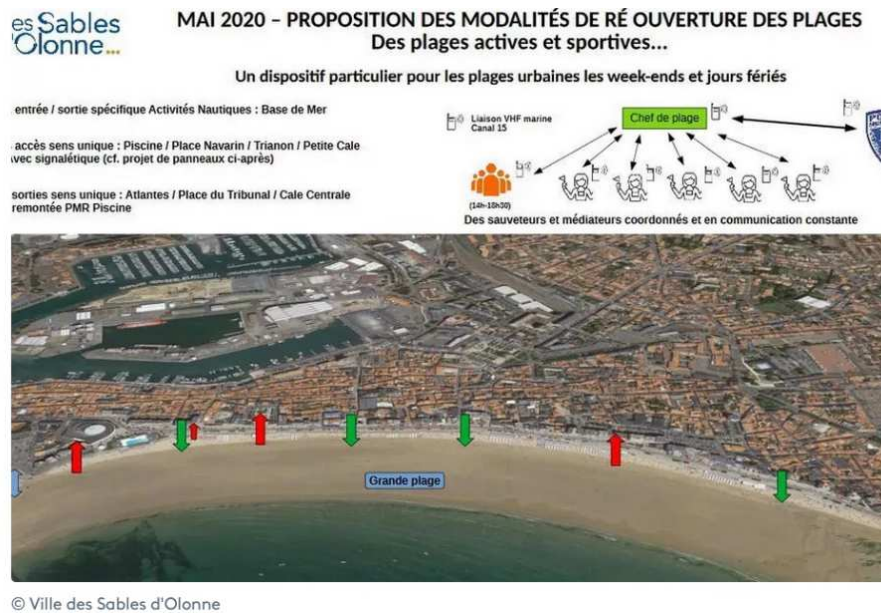 es Sables
'Olonne...
MAI 2020 – PROPOSITION DES MODALITÉS DE RÉ OUVERTURE DES PLAGES
Des plages actives et sportives...
Un dispositif particulier pour les plages urbaines les week-ends et jours fériés
entrée / sortie spécifique Activités Nautiques : Base de Mer
accès sens unique : Piscine / Place Navarin / Trianon / Petite Cale
avec signalétique (cf. projet de panneaux ci-après)
sorties sens unique : Atlantes / Place du Tribunal / Cale Centrale
remontée PMR Piscine
Liaison VHF marine
Canal 15
Chef de plage
Des sauveteurs et médiateurs coordonnés et en communication constante
Grande plage
© Ville des Sables d'Olonne